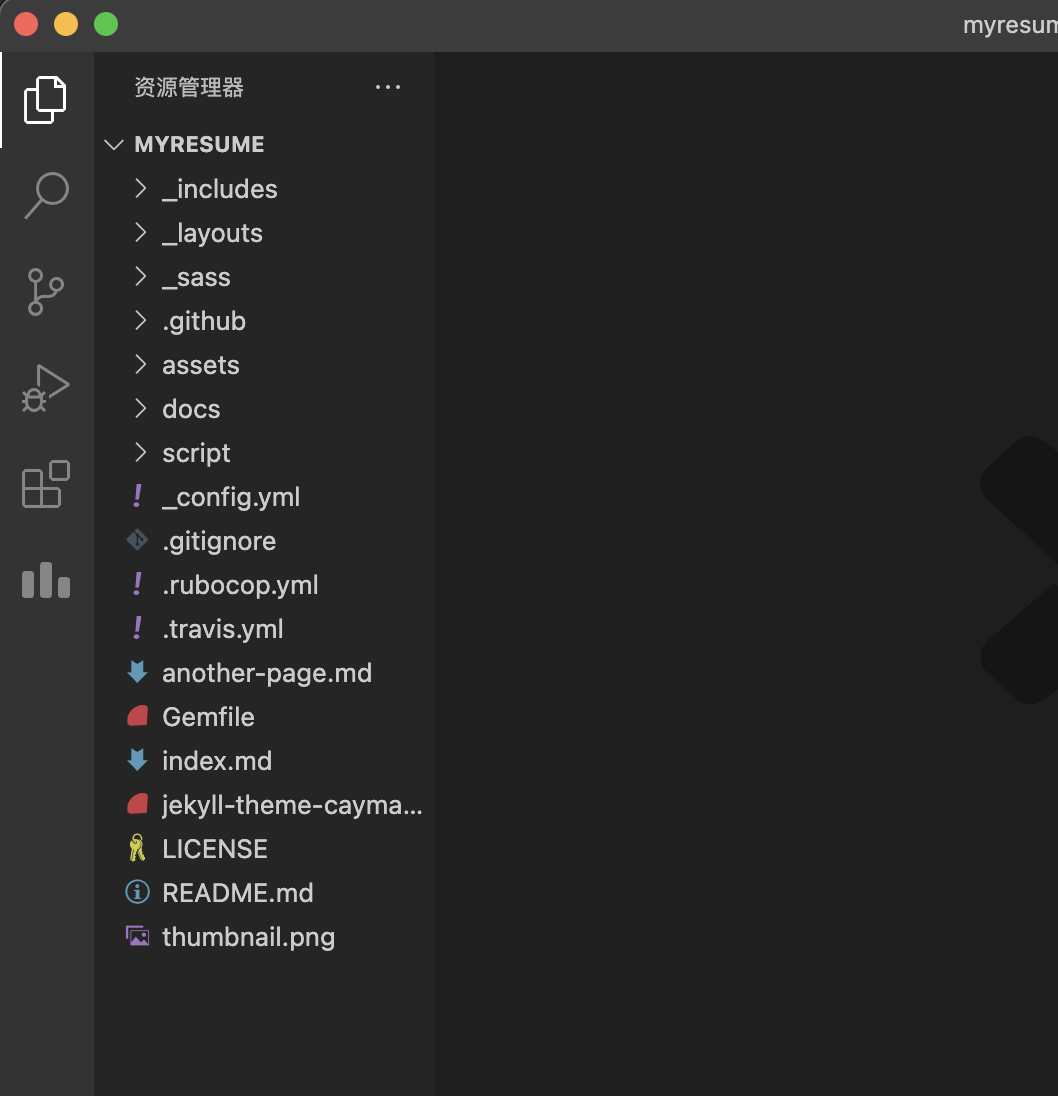 myresum
资源管理器
MYRESUME
_includes
_layouts
_sass
.github
assets
docs
script
_config.yml
.gitignore
.rubocop.yml
.travis.yml
another-page.md
Gemfile
index.md
jekyll-theme-cayma...
LICENSE
README.md
thumbnail.png